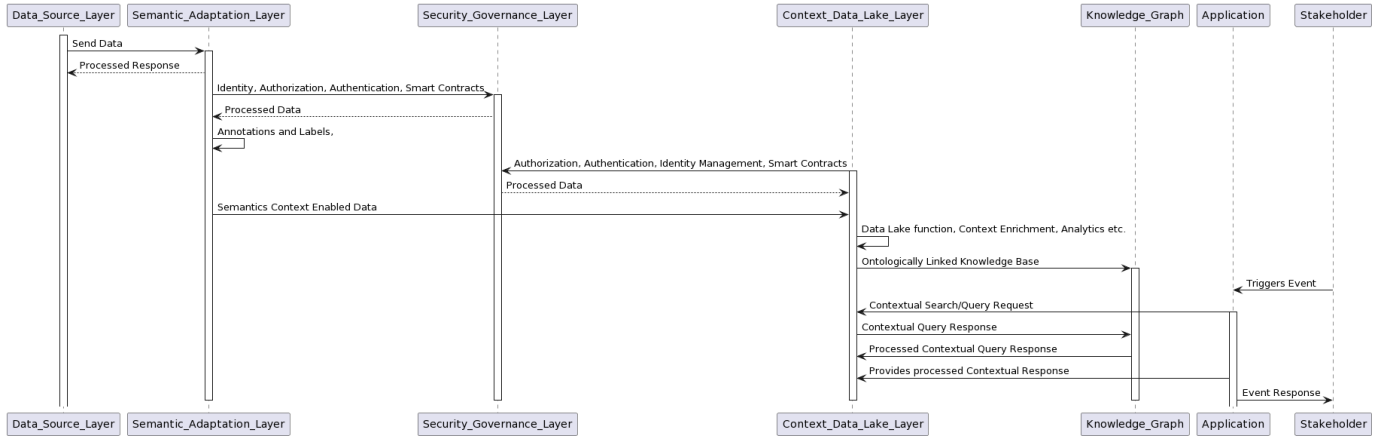 Data_Source_Layer
Semantic_Adaptation_Layer
Security_Governance_Layer
Context_Data_Lake_Layer
Knowledge_Graph
Application
Stakeholder
Send Data
Processed Response
Identity, Authorization, Authentication, Smart Contracts
Processed Data
Annotations and Labels,
Authorization, Authentication, Identity Management, Smart Contracts
Processed Data
Semantics Context Enabled Data
Data Lake function, Context Enrichment, Analytics etc.
Ontologically Linked Knowledge Base
Triggers Event
Contextual Search/Query Request
Contextual Query Response
Processed Contextual Query Response
Provides processed Contextual Response
Event Response
Data_Source_Layer
Semantic_Adaptation_Layer
Security_Governance_Layer
Context_Data_Lake_Layer
Knowledge_Graph
Application
Stakeholder